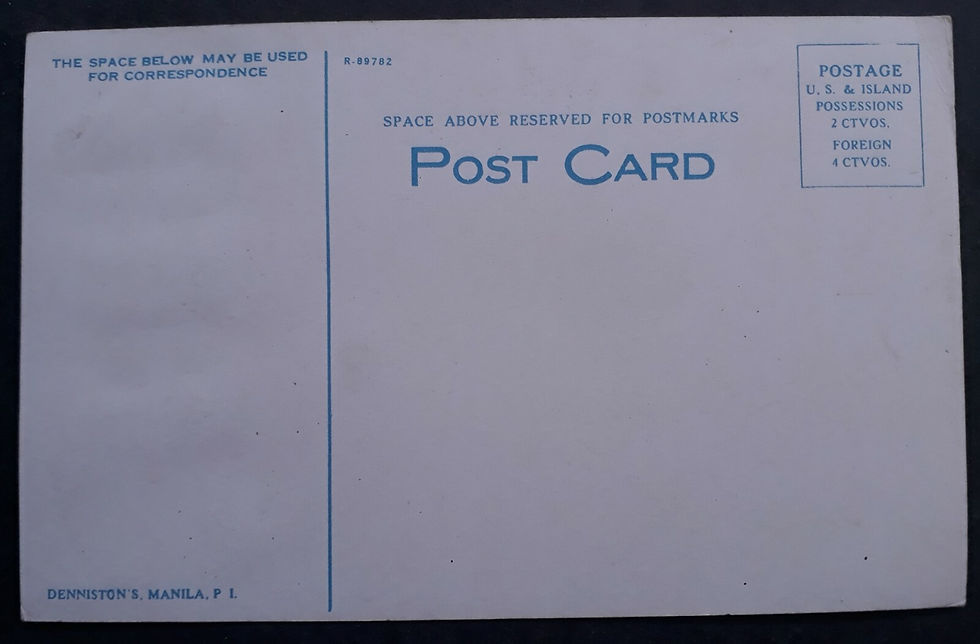 THE SPACE BELOW MAY BE USED
FOR CORRESPONDENCE
R-89782
SPACE ABOVE RESERVED FOR POSTMARKS
POST CARD
POSTAGE
U. S. & ISLAND
POSSESSIONS
2 CTVOS.
FOREIGN
4 CTVOS.
DENNISTON'S, MANILA, P I.